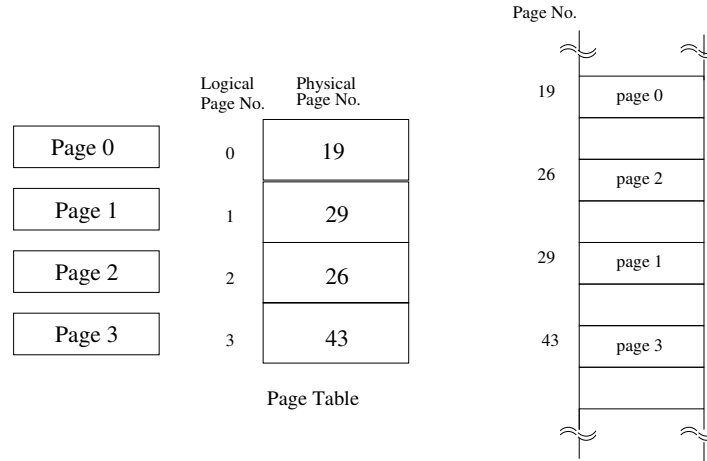 Page No.
Logical Page No.
Physical Page No.
Page 0
Page 1
Page 2
Page 3
0 19
1 29
2 26
3 43
Page Table
19 page 0
26 page 2
29 page 1
43 page 3